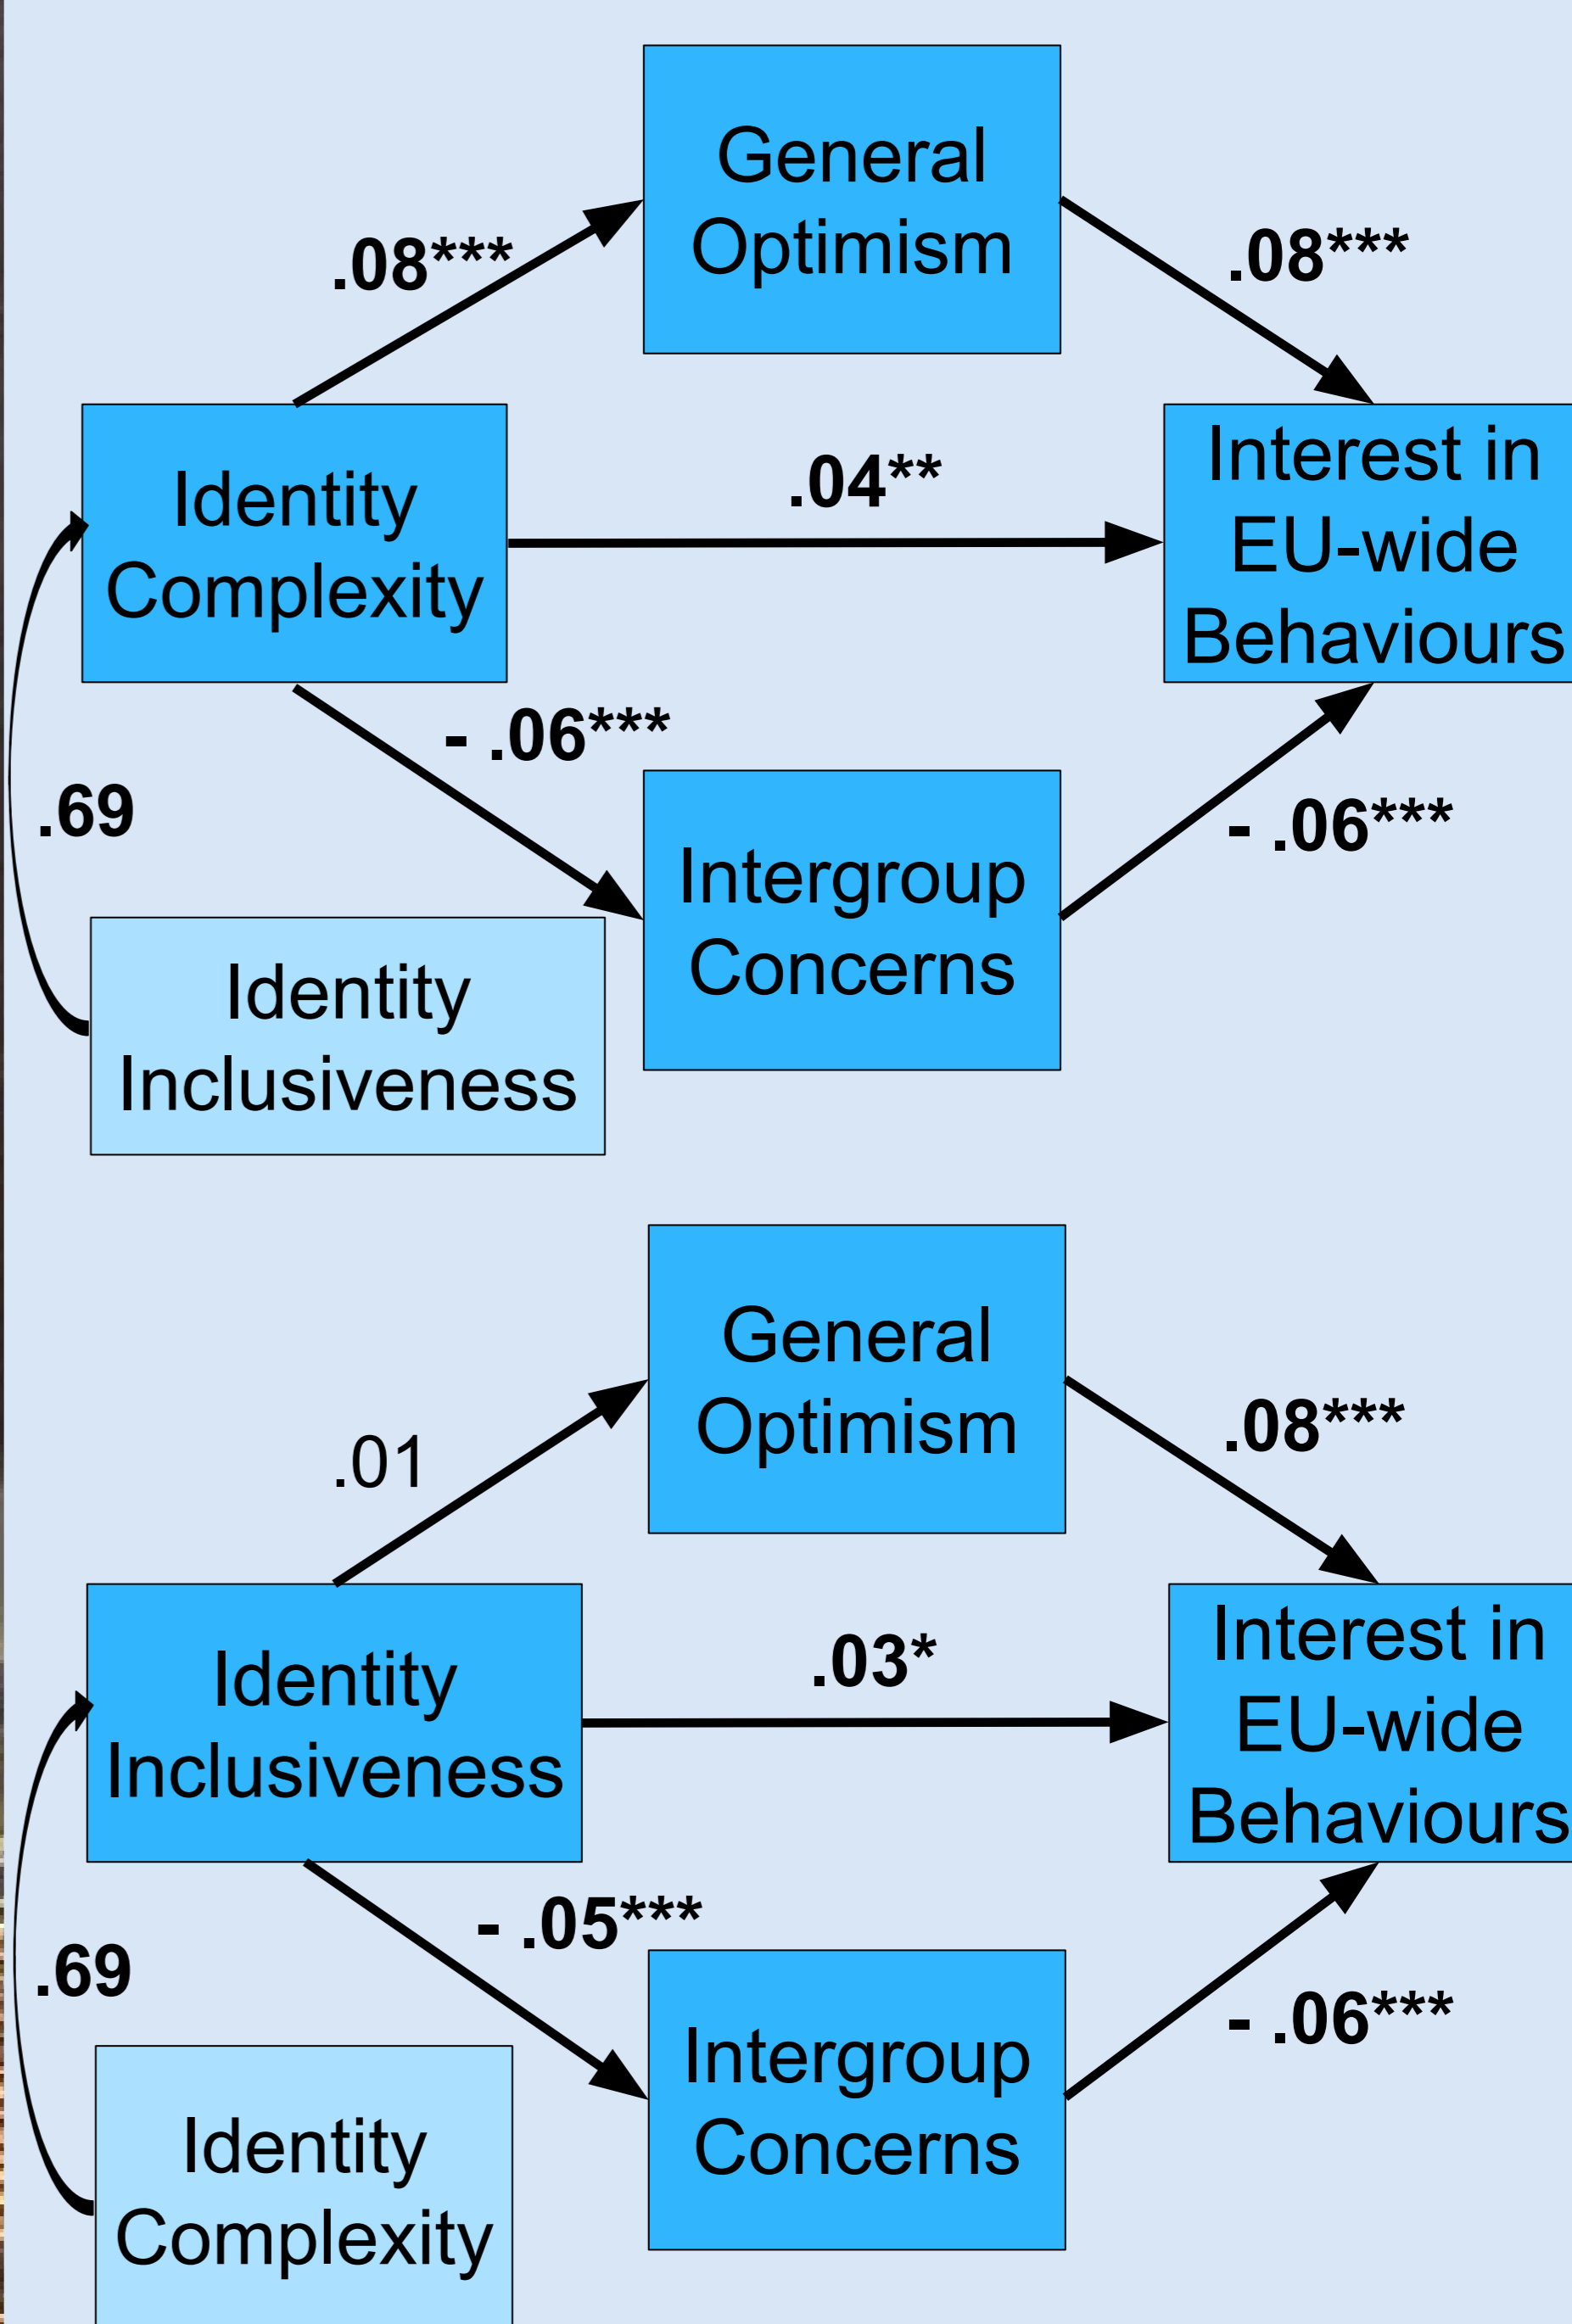 General
Optimism
.08***
.08***
Identity
Complexity
.04**
Interest in
EU-wide
Behaviours
- .06***
.69
Intergroup
Concerns
- .06***
Identity
Inclusiveness
General
Optimism
.01
.08***
Identity
Inclusiveness
.03*
Interest in
EU-wide
Behaviours
- .05***
.69
Intergroup
Concerns
- .06***
Identity
Complexity